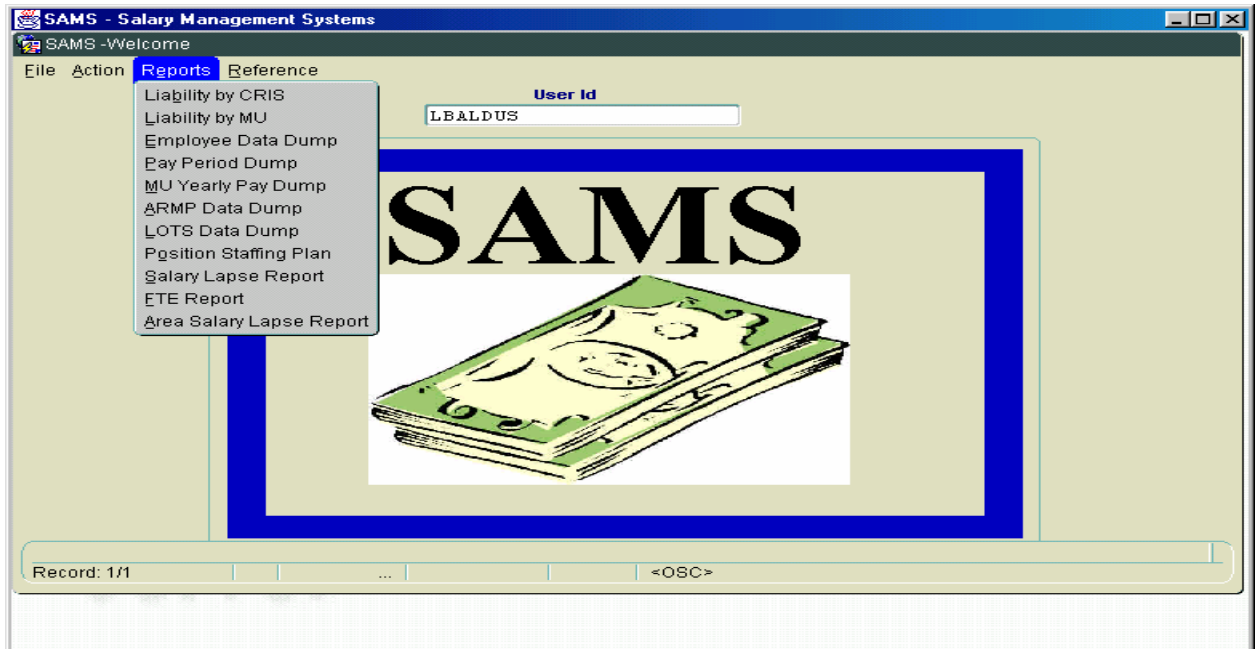 SAMS - Salary Management Systems
SAMS -Welcome
File Action Reports Reference
User Id
LBALDUS
Liability by CRIS
Liability by MU
Employee Data Dump
Pay Period Dump
MU Yearly Pay Dump
ARMP Data Dump
LOTS Data Dump
Position Staffing Plan
Salary Lapse Report
FTE Report
Area Salary Lapse Report
SAMS
Record: 1/1 ... <OSC>